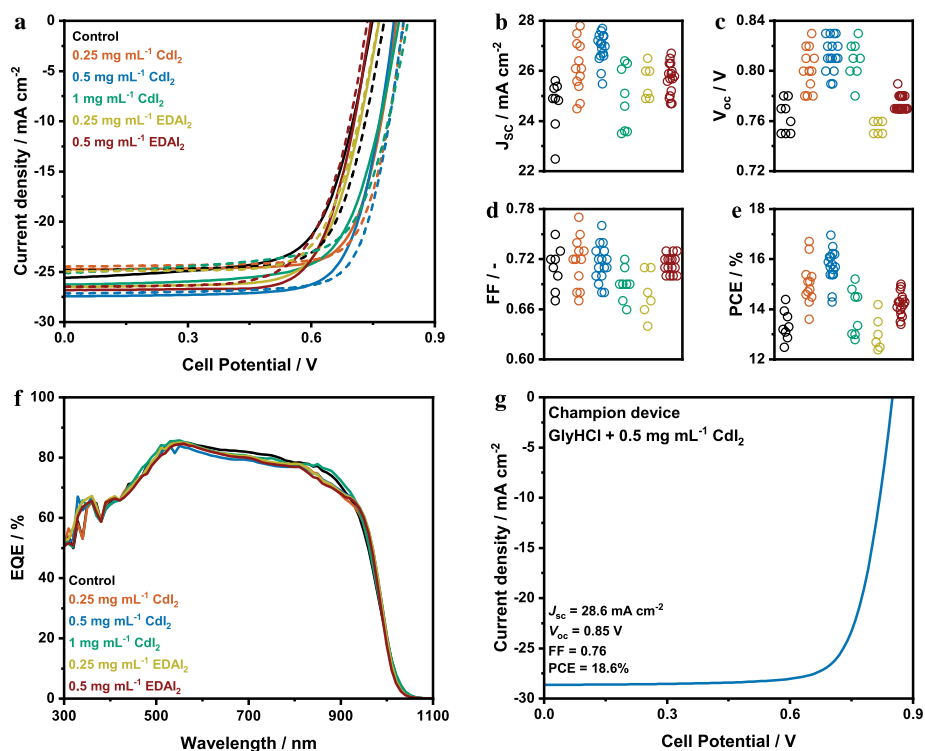 a
Control
0.25 mg mL⁻¹ CdI₂
0.5 mg mL⁻¹ CdI₂
1 mg mL⁻¹ CdI₂
0.25 mg mL⁻¹ EDAI₂
0.5 mg mL⁻¹ EDAI₂
Current density / mA cm⁻²
0
-5
-10
-15
-20
-25
-30
0.0
0.3
0.6
0.9
Cell Potential / V
b
J_SC / mA cm⁻²
28
26
24
22
c
V_oc / V
0.84
0.80
0.76
0.72
d
FF / -
0.78
0.72
0.66
0.60
e
PCE / %
18
16
14
12
f
EQE / %
100
80
60
40
20
0
Control
0.25 mg mL⁻¹ CdI₂
0.5 mg mL⁻¹ CdI₂
1 mg mL⁻¹ CdI₂
0.25 mg mL⁻¹ EDAI₂
0.5 mg mL⁻¹ EDAI₂
300
500
700
900
1100
Wavelength / nm
g
Champion device
GlyHCl + 0.5 mg mL⁻¹ CdI₂
Current density / mA cm⁻²
0
-5
-10
-15
-20
-25
-30
J_sc = 28.6 mA cm⁻²
V_oc = 0.85 V
FF = 0.76
PCE = 18.6%
0.0
0.3
0.6
0.9
Cell Potential / V